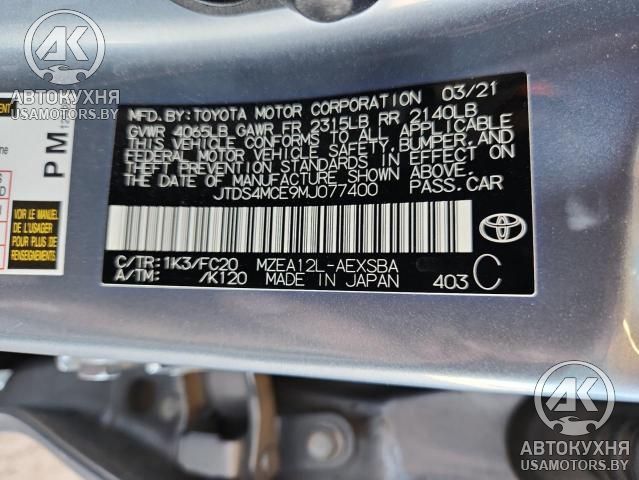 АК
АВТОКУХНЯ
USAMOTORS.BY
PM
VOIR LE MANUEL
DE L'USAGER
POUR PLUS DE
RENSEIGNEMENTS
MFD.BY:TOYOTA MOTOR CORPORATION 03/21
GVWR 4065LB GAWR FR 2315LB RR 2140LB
THIS VEHICLE CONFORMS TO ALL APPLICABLE
FEDERAL MOTOR VEHICLE SAFETY, BUMPER, AND
THEFT PREVENTION STANDARDS IN EFFECT ON
THE DATE OF MANUFACTURE SHOWN ABOVE.
JTDS4MCE9MJ077400 PASS.CAR
TOYOTA
C/TR:1K3/FC20 MZEA12L-AEXSBA
A/TM: /K120 MADE IN JAPAN 403 C
АК
АВТОКУХНЯ
USAMOTORS.BY